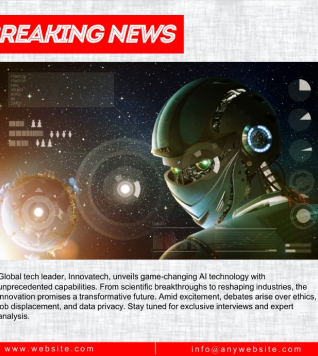 BREAKING NEWS
Global tech leader, Innovatech, unveils game-changing AI technology with
unprecedented capabilities. From scientific breakthroughs to reshaping industries, the
innovation promises a transformative future. Amid excitement, debates arise over ethics,
job displacement, and data privacy. Stay tuned for exclusive interviews and expert
analysis.
www.website.com
info@anywebsite.com